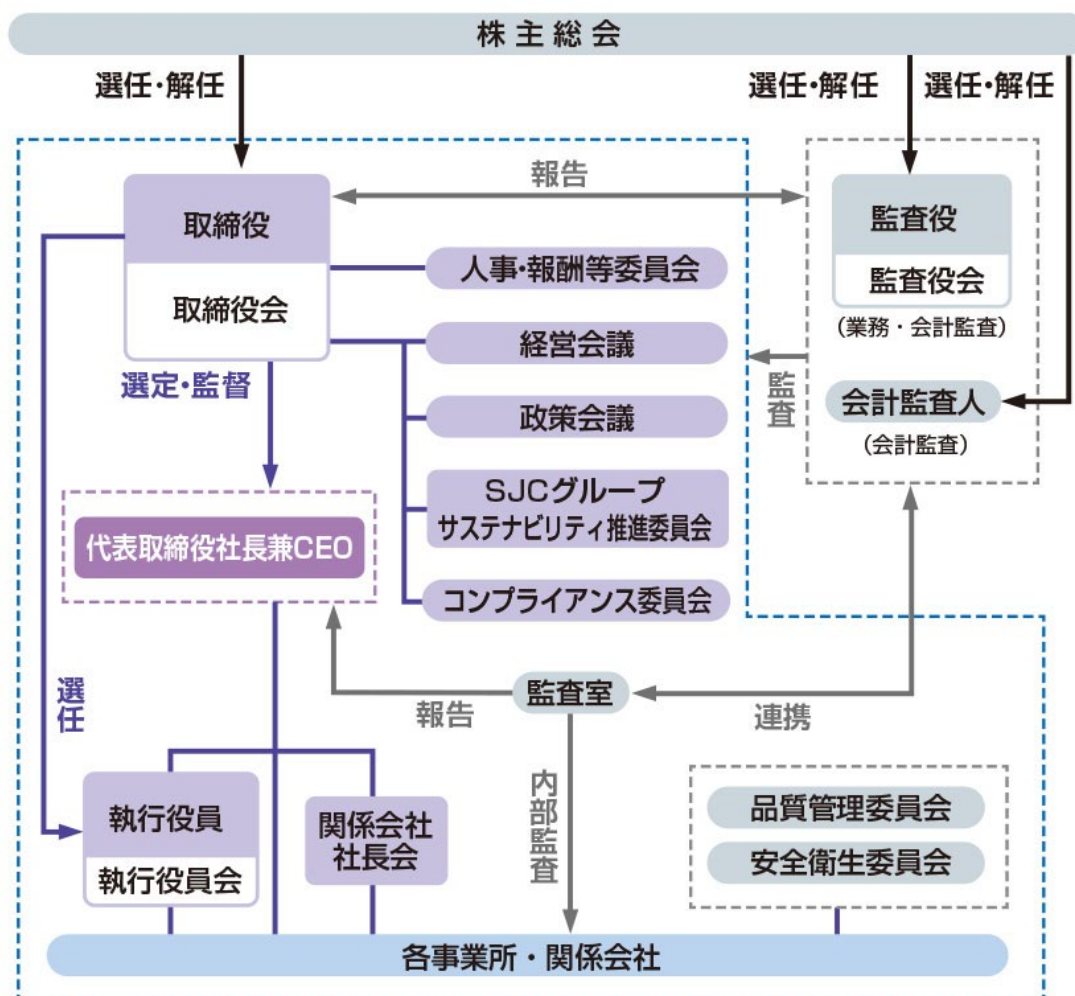 株主総会
選任・解任
選任・解任
選任・解任
報告
取締役
取締役会
監査役
監査役会
(業務・会計監査)
人事・報酬等委員会
経営会議
選定・監督
監査
会計監査人
(会計監査)
政策会議
SJCグループ
サステナビリティ推進委員会
代表取締役社長兼CEO
コンプライアンス委員会
選任
監査室
報告
連携
内部監査
執行役員
執行役員会
関係会社
社長会
品質管理委員会
安全衛生委員会
各事業所・関係会社